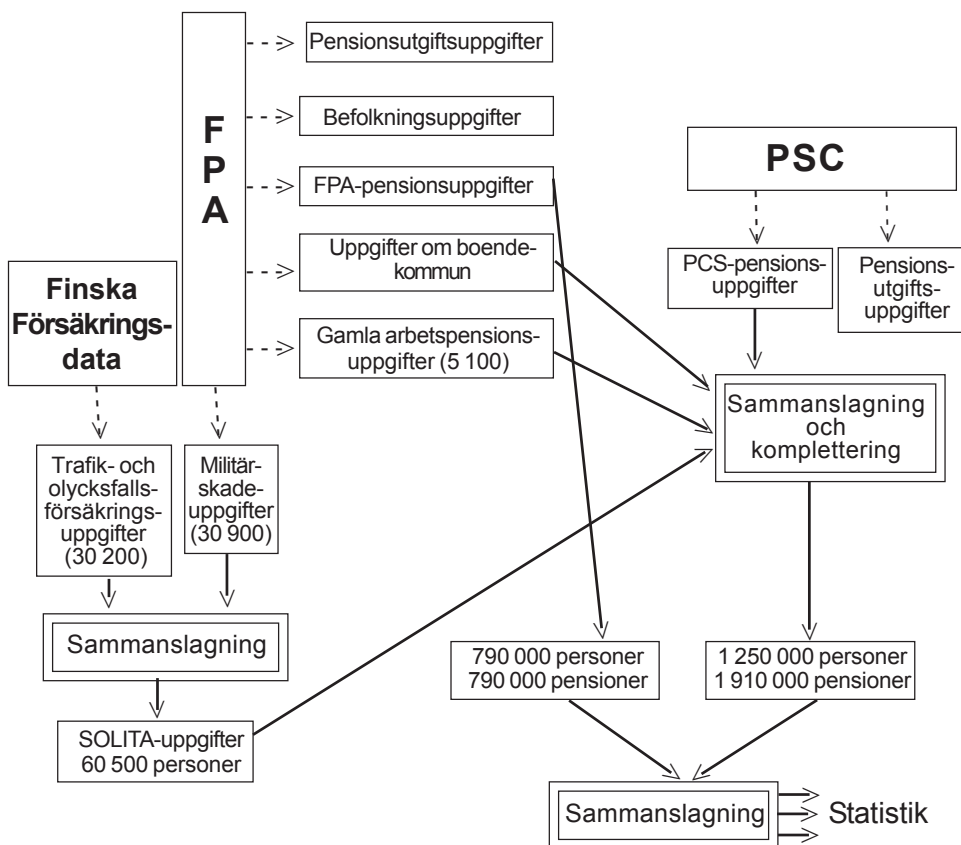 Pensionsutgiftsuppgifter
Befolkningsuppgifter
F
P
A
PSC
FPA-pensionsuppgifter
Uppgifter om boende-
kommun
PCS-pensions-
uppgifter
Pensions-
utgifts-
uppgifter
Finska
Försäkrings-
data
Gamla arbetspensions-
uppgifter (5 100)
Sammanslagning
och
komplettering
Trafik- och
olycksfalls-
försäkrings-
uppgifter
(30 200)
Militär-
skade-
uppgifter
(30 900)
Sammanslagning
790 000 personer
790 000 pensioner
1 250 000 personer
1 910 000 pensioner
SOLITA-uppgifter
60 500 personer
Sammanslagning
Statistik